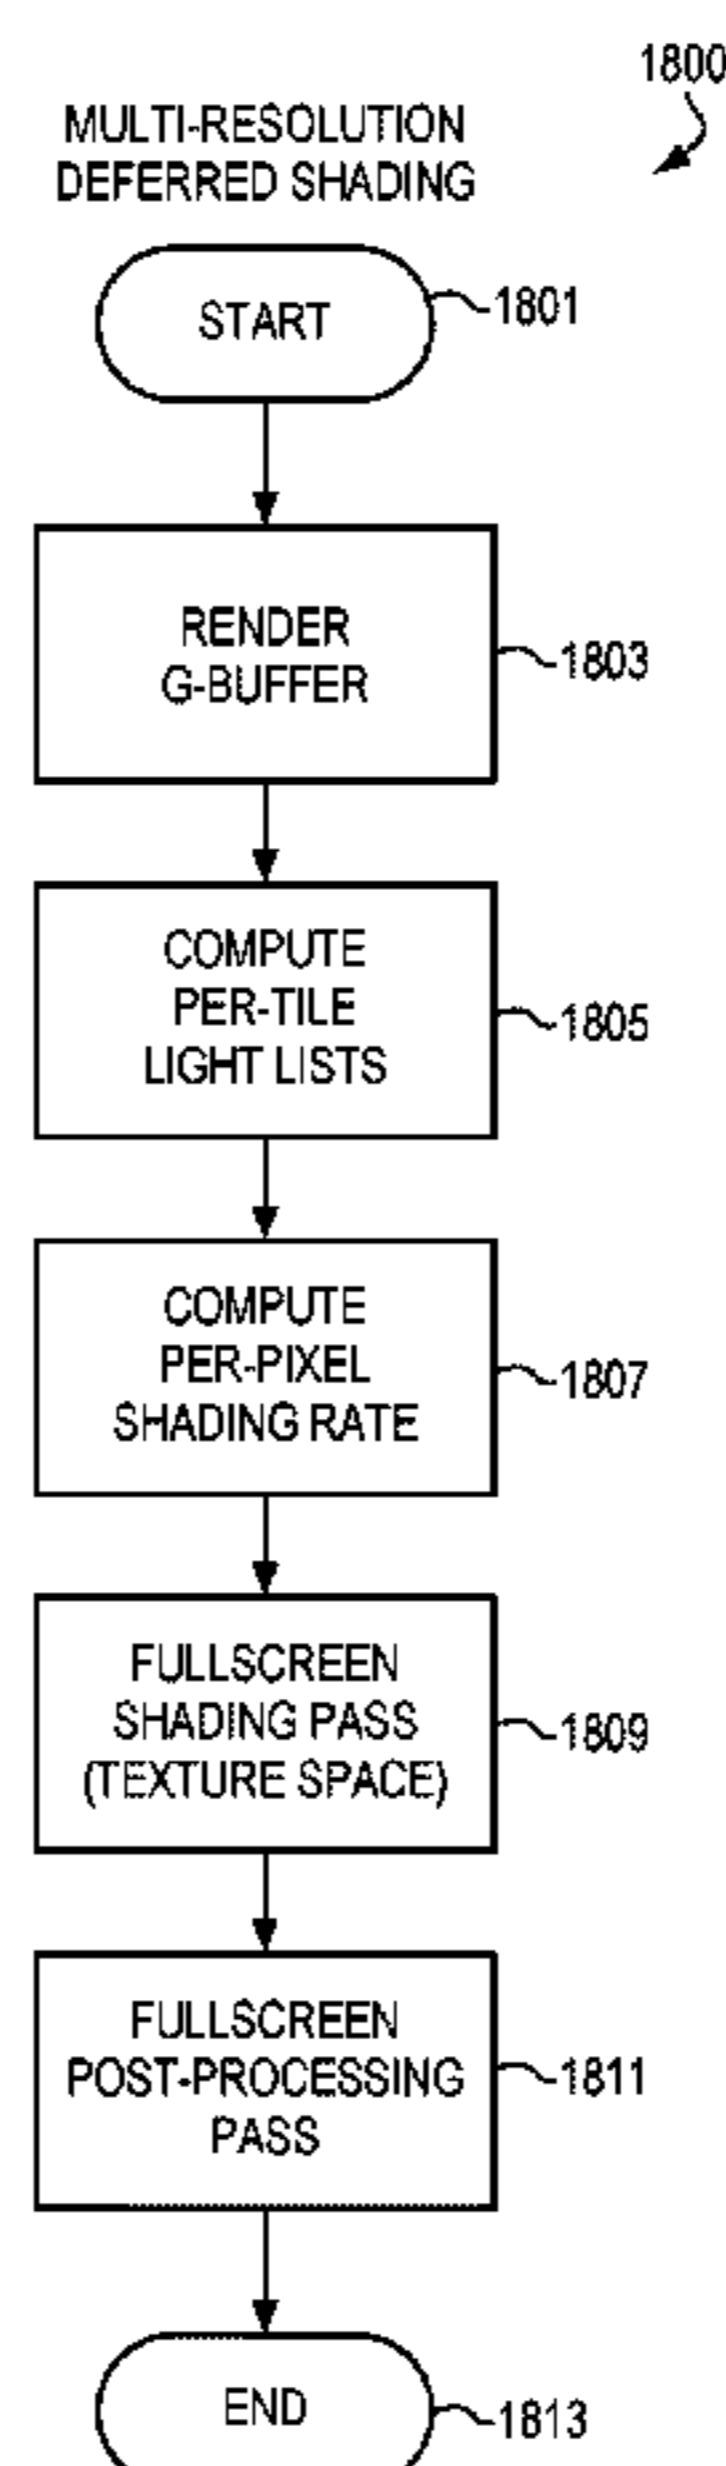 1800
MULTI-RESOLUTION
DEFERRED SHADING
START
1801
RENDER
G-BUFFER
1803
COMPUTE
PER-TILE
LIGHT LISTS
1805
COMPUTE
PER-PIXEL
SHADING RATE
1807
FULLSCREEN
SHADING PASS
(TEXTURE SPACE)
1809
FULLSCREEN
POST-PROCESSING
PASS
1811
END
1813